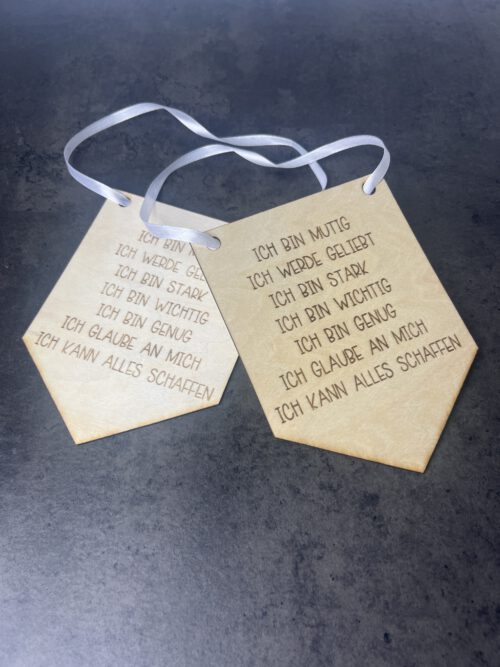 ICH BIN
ICH WERDE
ICH BIN STARK
ICH BIN WICHTIG
ICH BIN GENUG
ICH GLAUBE AN MICH
ICH KANN ALLES SCHAFFEN
ICH BIN MUTIG
ICH WERDE GELIEBT
ICH BIN STARK
ICH BIN WICHTIG
ICH BIN GENUG
ICH GLAUBE AN MICH
ICH KANN ALLES SCHAFFEN